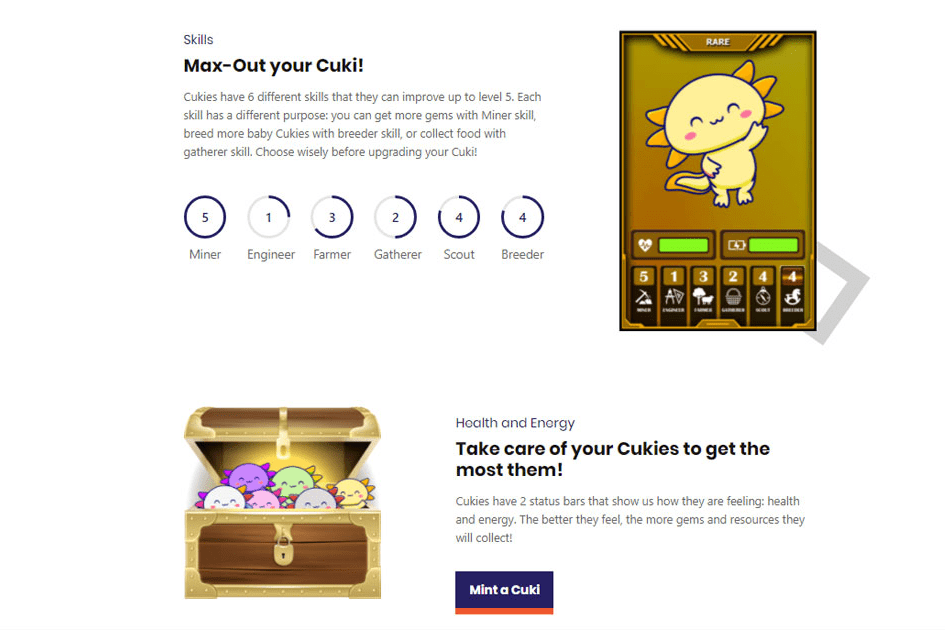 Skills
Max-Out your Cuki!
Cukies have 6 different skills that they can improve up to level 5. Each
skill has a different purpose: you can get more gems with Miner skill,
breed more baby Cukies with breeder skill, or collect food with
gatherer skill. Choose wisely before upgrading your Cuki!
5 1 3 2 4 4
Miner Engineer Farmer Gatherer Scout Breeder
RARE
5 1 3 2 4 4
MINER ENGINEER FARMER GATHERER SCOUT BREEDER
Health and Energy
Take care of your Cukies to get the
most them!
Cukies have 2 status bars that show us how they are feeling: health
and energy. The better they feel, the more gems and resources they
will collect!
Mint a Cuki